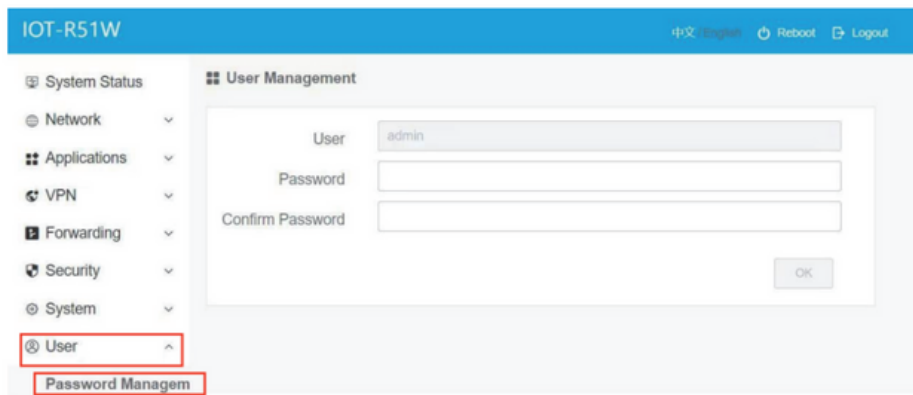 IOT-R51W
中文 English Reboot Logout
System Status
User Management
Network
User admin
Applications
Password
VPN
Confirm Password
Forwarding
Security
OK
System
User
Password Managem